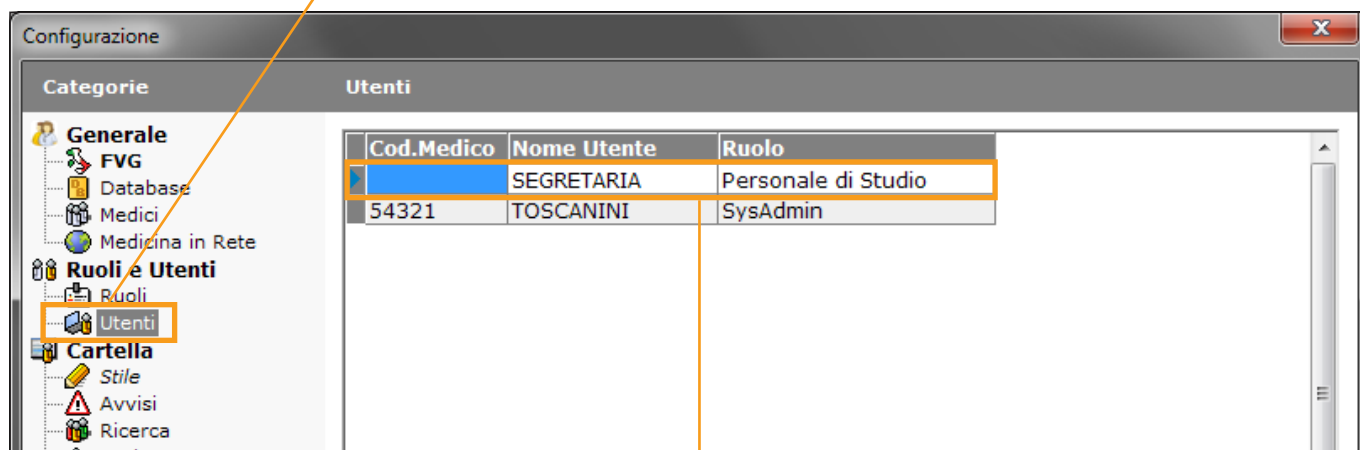 Configurazione
Categorie
Utenti
Generale
FVG
Database
Medici
Medicina in Rete
Ruoli e Utenti
Ruoli
Utenti
Cartella
Stile
Avvisi
Ricerca
Cod.Medico Nome Utente Ruolo
SEGRETARIA Personale di Studio
54321 TOSCANINI SysAdmin